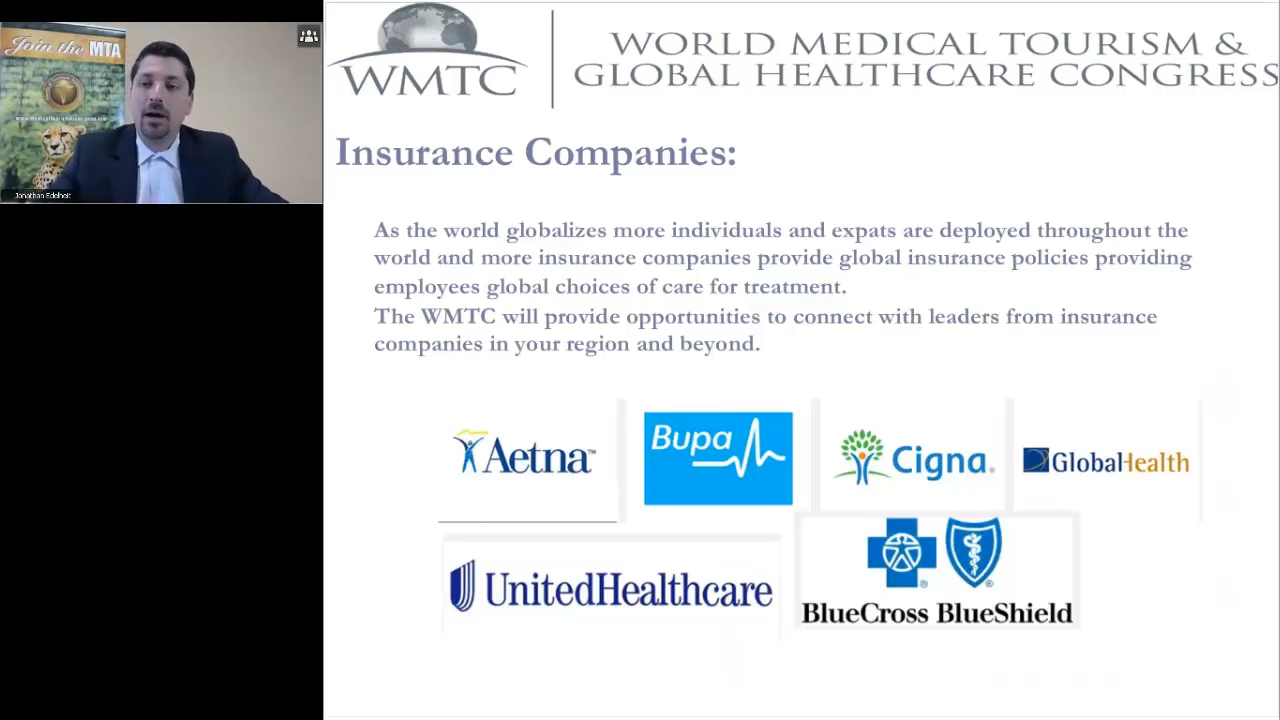 Join the MTA
Jonathan Edelheit
WMTC
WORLD MEDICAL TOURISM &
GLOBAL HEALTHCARE CONGRESS
Insurance Companies:
As the world globalizes more individuals and expats are deployed throughout the
world and more insurance companies provide global insurance policies providing
employees global choices of care for treatment.
The WMTC will provide opportunities to connect with leaders from insurance
companies in your region and beyond.
Aetna™
Bupa
Cigna®
GlobalHealth
UnitedHealthcare
® ®
BlueCross BlueShield